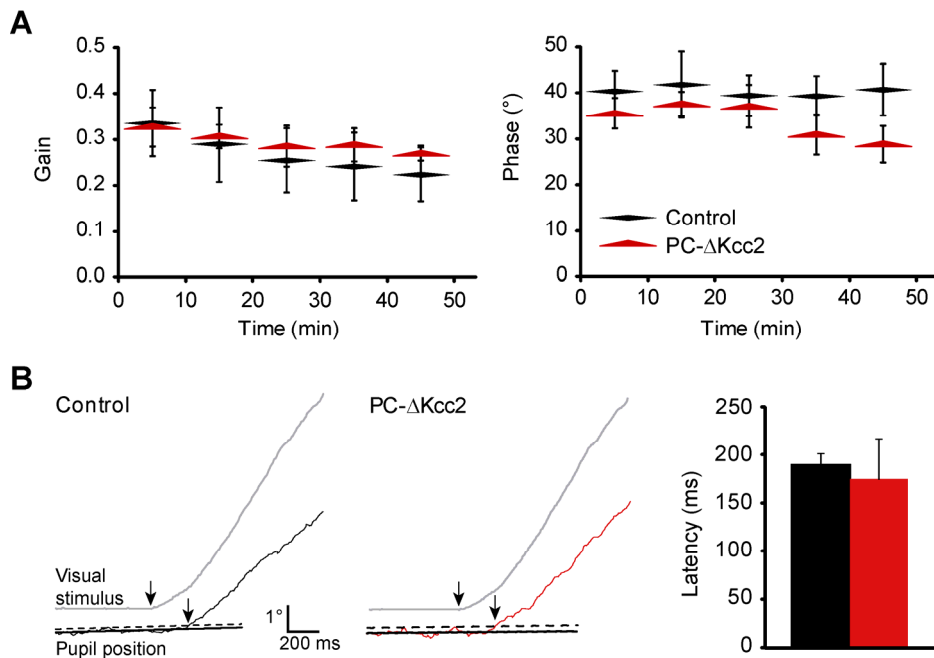 A
0.5
0.4
0.3
0.2
0.1
0.0
Gain
0 10 20 30 40 50
Time (min)
50
40
30
20
10
0
Phase (°)
Control
PC-ΔKcc2
0 10 20 30 40 50
Time (min)
B
Control
Visual
stimulus
Pupil position
1°
200 ms
PC-ΔKcc2
250
200
150
100
50
0
Latency (ms)